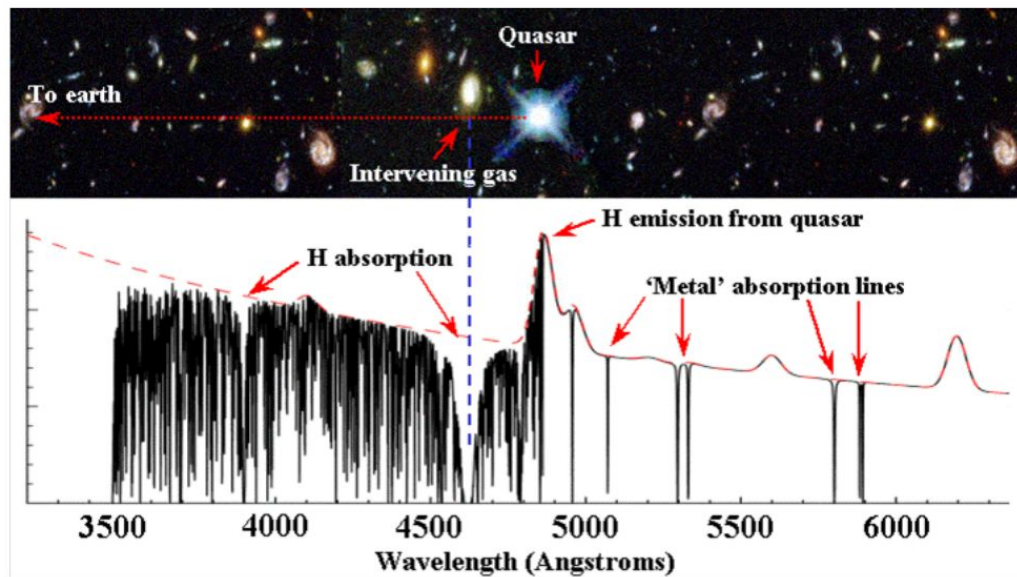 Quasar
To earth
Intervening gas
H emission from quasar
H absorption
‘Metal’ absorption lines
3500 4000 4500 5000 5500 6000
Wavelength (Angstroms)